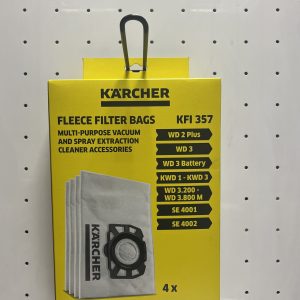 KÄRCHER
FLEECE FILTER BAGS
KFI 357
MULTI-PURPOSE VACUUM
AND SPRAY EXTRACTION
CLEANER ACCESSORIES
WD 2 Plus
WD 3
WD 3 Battery
KWD 1 - KWD 3
WD 3.200 -
WD 3.800 M
SE 4001
SE 4002
KÄRCHER
4 x